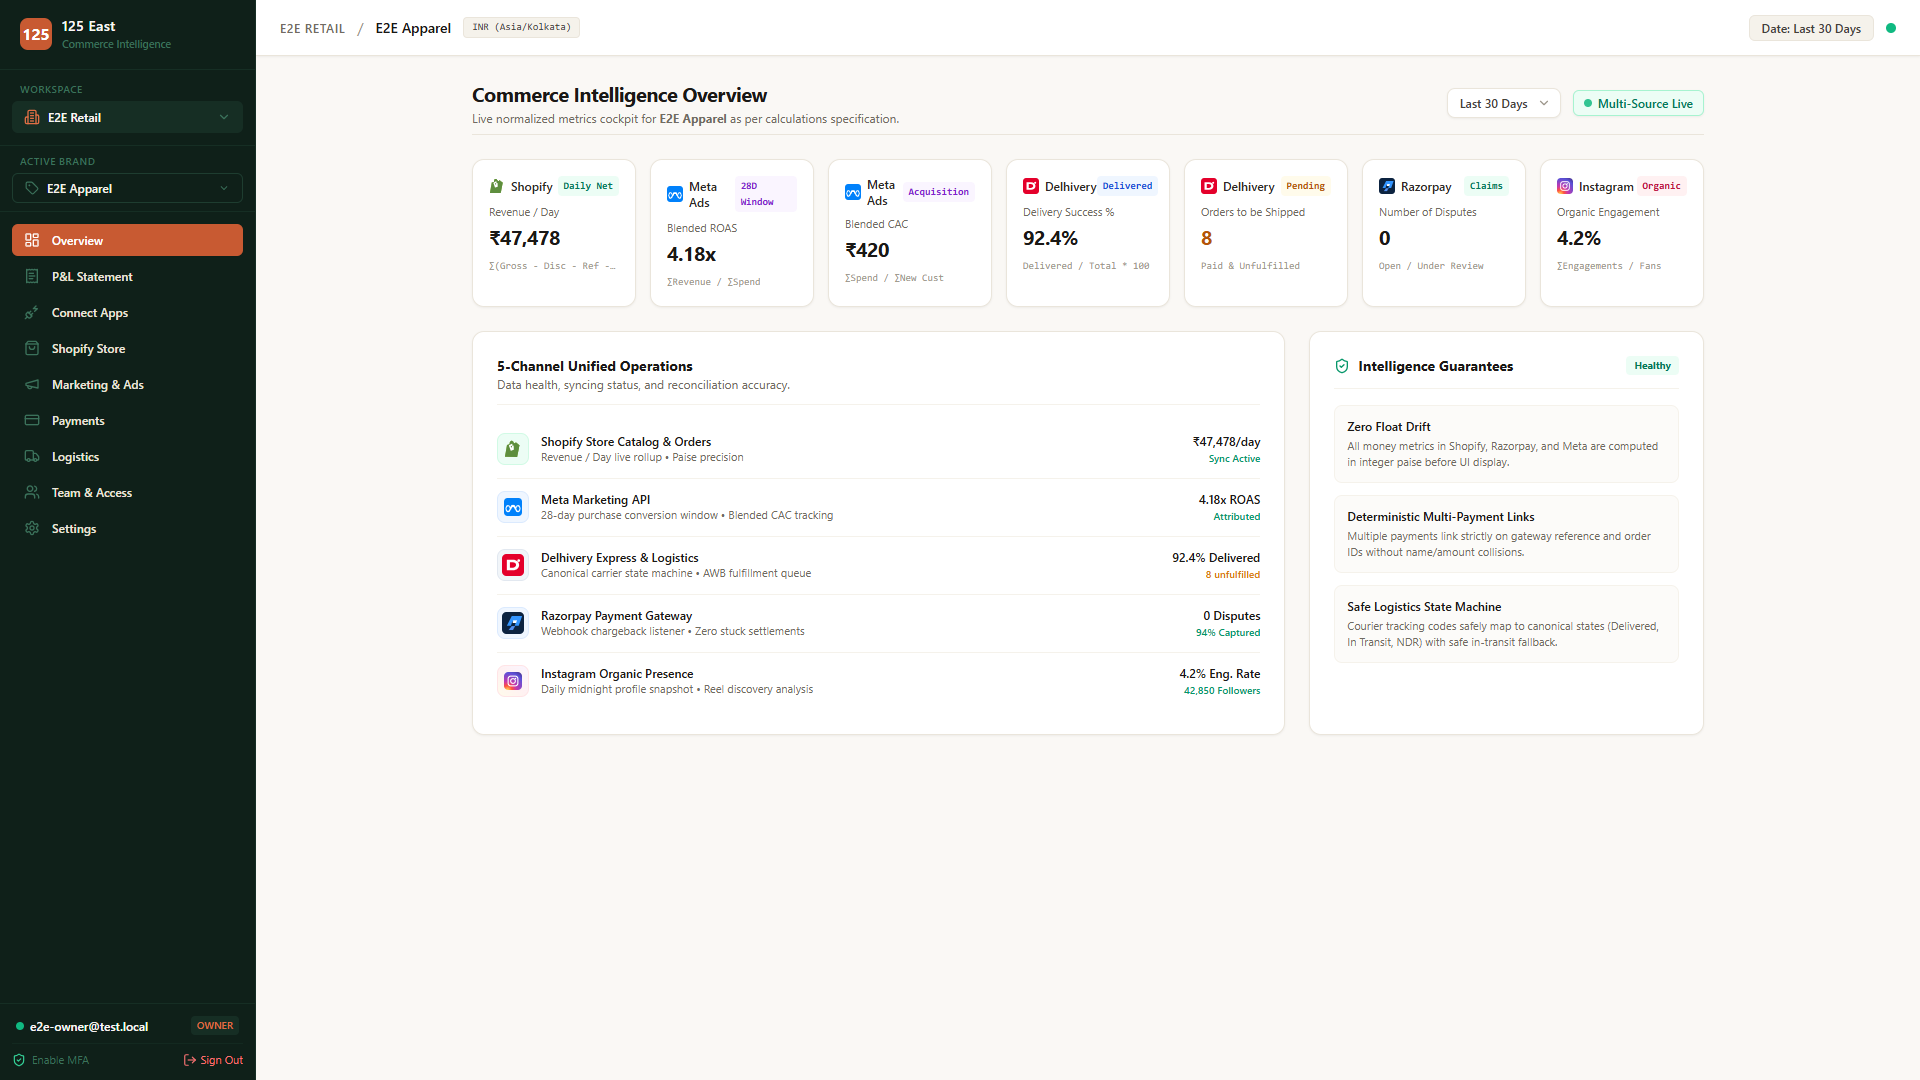 125
125 East
Commerce Intelligence
WORKSPACE
E2E Retail
ACTIVE BRAND
E2E Apparel
Overview
P&L Statement
Connect Apps
Shopify Store
Marketing & Ads
Payments
Logistics
Team & Access
Settings
e2e-owner@test.local
OWNER
Enable MFA
Sign Out
E2E RETAIL / E2E Apparel INR (Asia/Kolkata)
Date: Last 30 Days
Commerce Intelligence Overview
Live normalized metrics cockpit for E2E Apparel as per calculations specification.
Last 30 Days
Multi-Source Live
Shopify Daily Net
Revenue / Day
₹47,478
Σ(Gross - Disc - Ref -…
Meta Ads
28D Window
Blended ROAS
4.18x
ΣRevenue / ΣSpend
Meta Ads
Acquisition
Blended CAC
₹420
ΣSpend / ΣNew Cust
Delhivery Delivered
Delivery Success %
92.4%
Delivered / Total * 100
Delhivery Pending
Orders to be Shipped
8
Paid & Unfulfilled
Razorpay Claims
Number of Disputes
0
Open / Under Review
Instagram Organic
Organic Engagement
4.2%
ΣEngagements / Fans
5-Channel Unified Operations
Data health, syncing status, and reconciliation accuracy.
Shopify Store Catalog & Orders
Revenue / Day live rollup • Paise precision
₹47,478/day
Sync Active
Meta Marketing API
28-day purchase conversion window • Blended CAC tracking
4.18x ROAS
Attributed
Delhivery Express & Logistics
Canonical carrier state machine • AWB fulfillment queue
92.4% Delivered
8 unfulfilled
Razorpay Payment Gateway
Webhook chargeback listener • Zero stuck settlements
0 Disputes
94% Captured
Instagram Organic Presence
Daily midnight profile snapshot • Reel discovery analysis
4.2% Eng. Rate
42,850 Followers
Intelligence Guarantees
Healthy
Zero Float Drift
All money metrics in Shopify, Razorpay, and Meta are computed
in integer paise before UI display.
Deterministic Multi-Payment Links
Multiple payments link strictly on gateway reference and order
IDs without name/amount collisions.
Safe Logistics State Machine
Courier tracking codes safely map to canonical states (Delivered,
In Transit, NDR) with safe in-transit fallback.